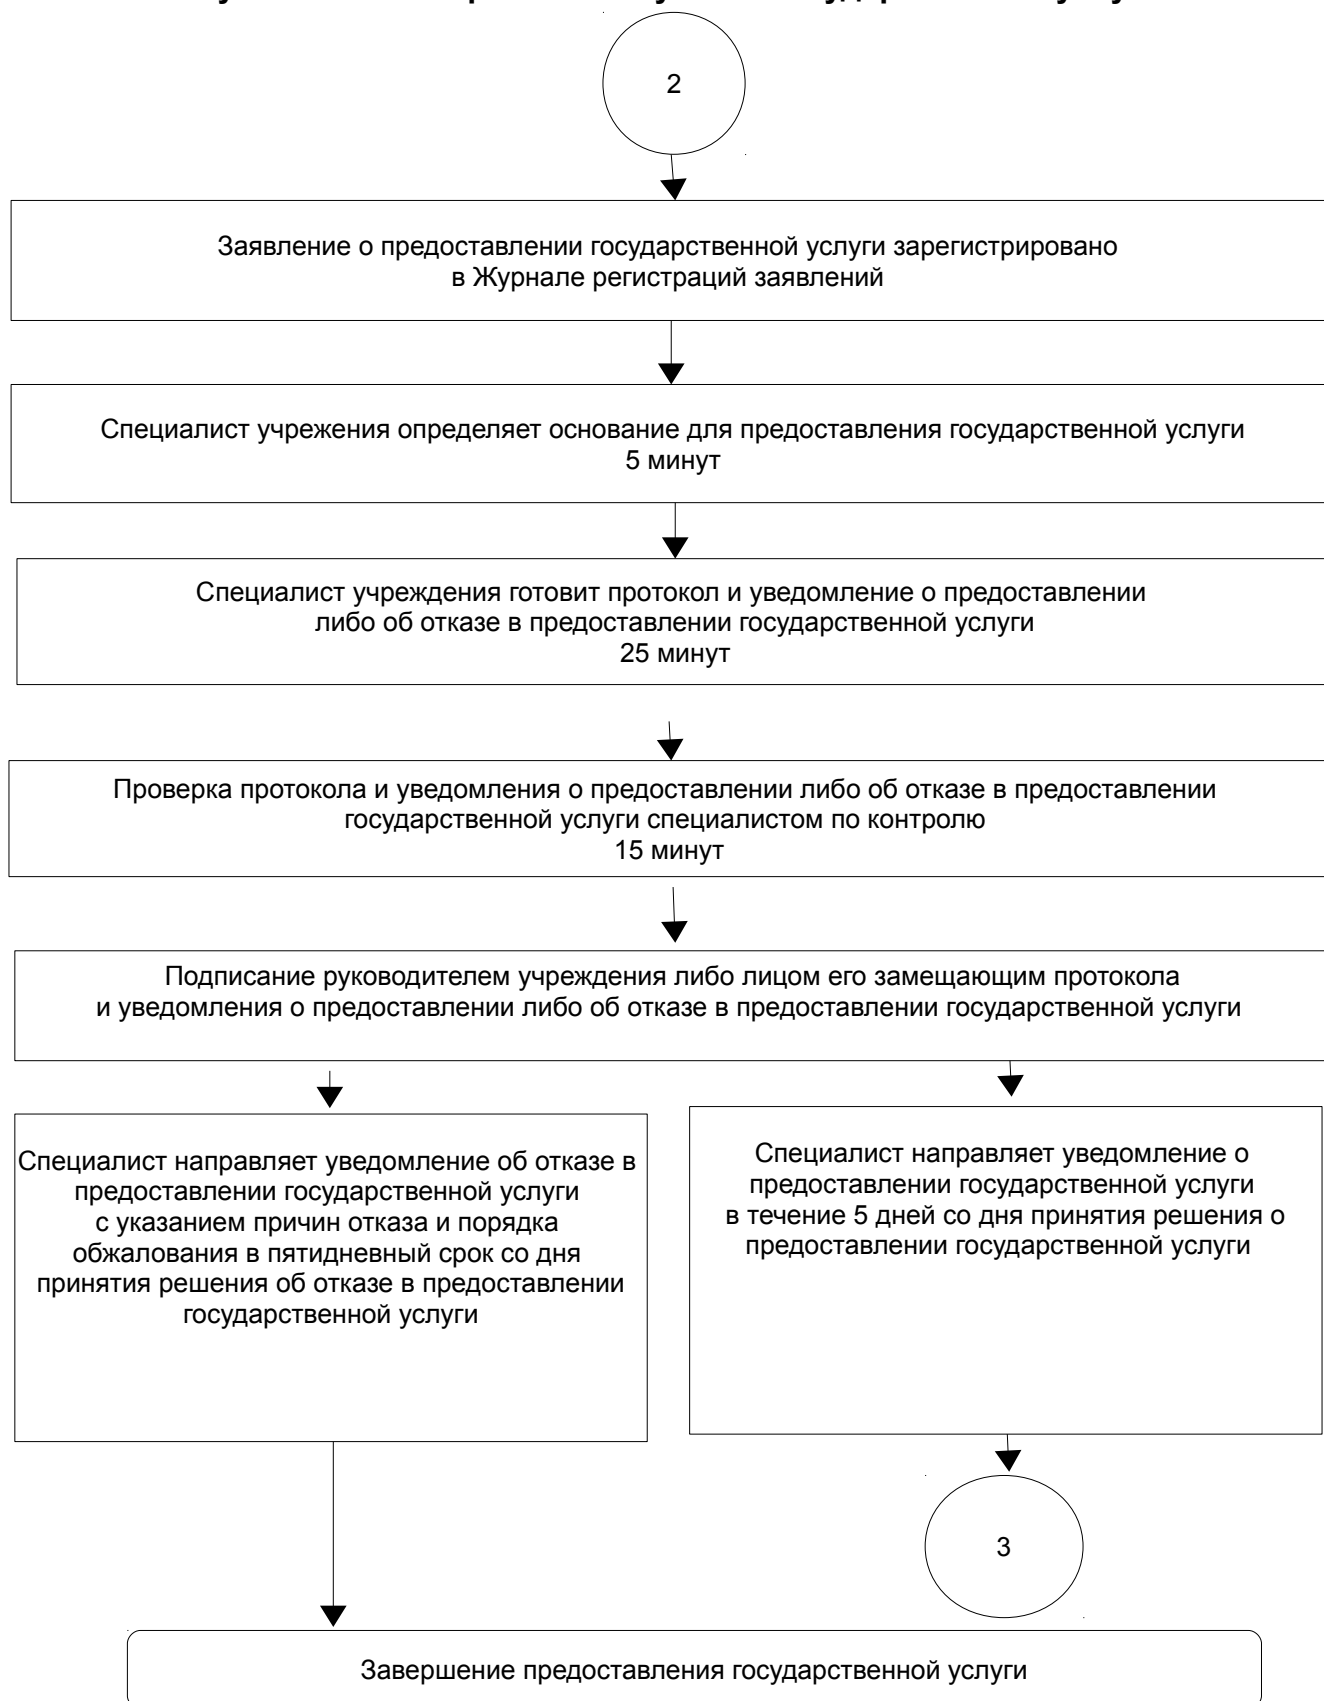 2
Заявление о предоставлении государственной услуги зарегистрировано
в Журнале регистраций заявлений
Специалист учрежения определяет основание для предоставления государственной услуги
5 минут
Специалист учреждения готовит протокол и уведомление о предоставлении
либо об отказе в предоставлении государственной услуги
25 минут
Проверка протокола и уведомления о предоставлении либо об отказе в предоставлении
государственной услуги специалистом по контролю
15 минут
Подписание руководителем учреждения либо лицом его замещающим протокола
и уведомления о предоставлении либо об отказе в предоставлении государственной услуги
Специалист направляет уведомление об отказе в
предоставлении государственной услуги
с указанием причин отказа и порядка
обжалования в пятидневный срок со дня
принятия решения об отказе в предоставлении
государственной услуги
Специалист направляет уведомление о
предоставлении государственной услуги
в течение 5 дней со дня принятия решения о
предоставлении государственной услуги
3
Завершение предоставления государственной услуги